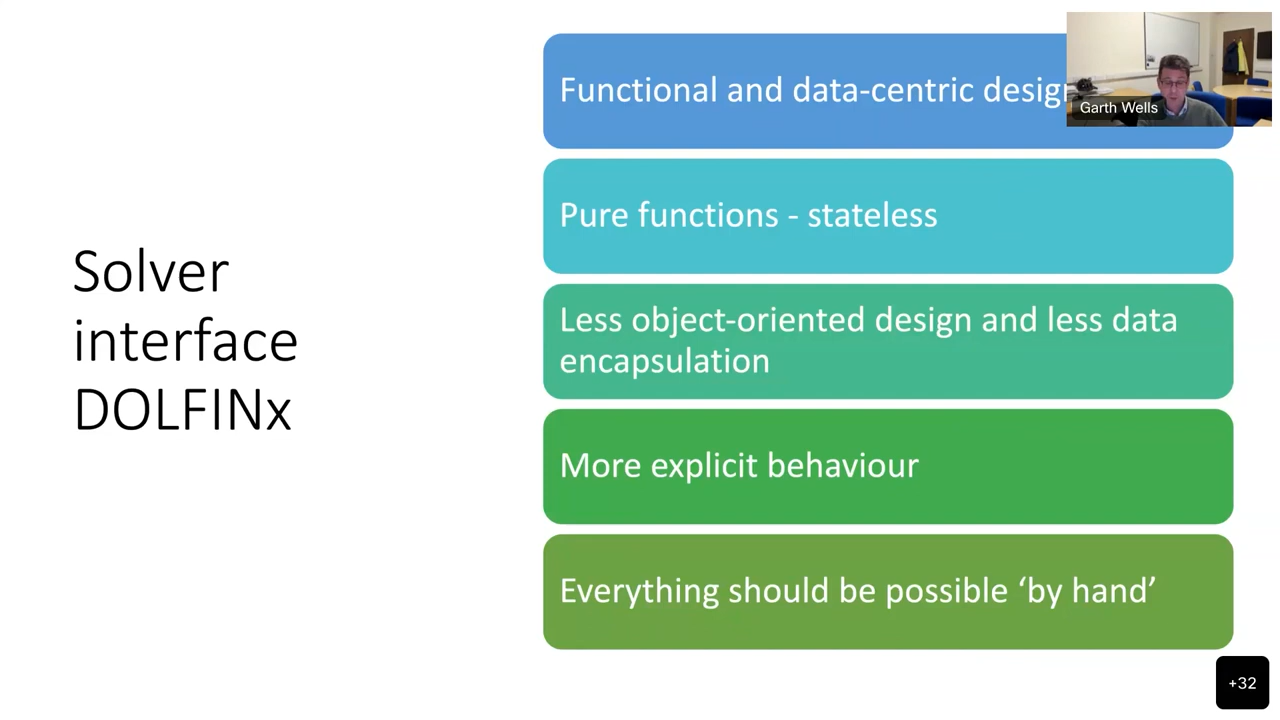 Solver
interface
DOLFINx
Functional and data-centric design
Pure functions - stateless
Less object-oriented design and less data
encapsulation
More explicit behaviour
Everything should be possible ‘by hand’
Garth Wells
+32